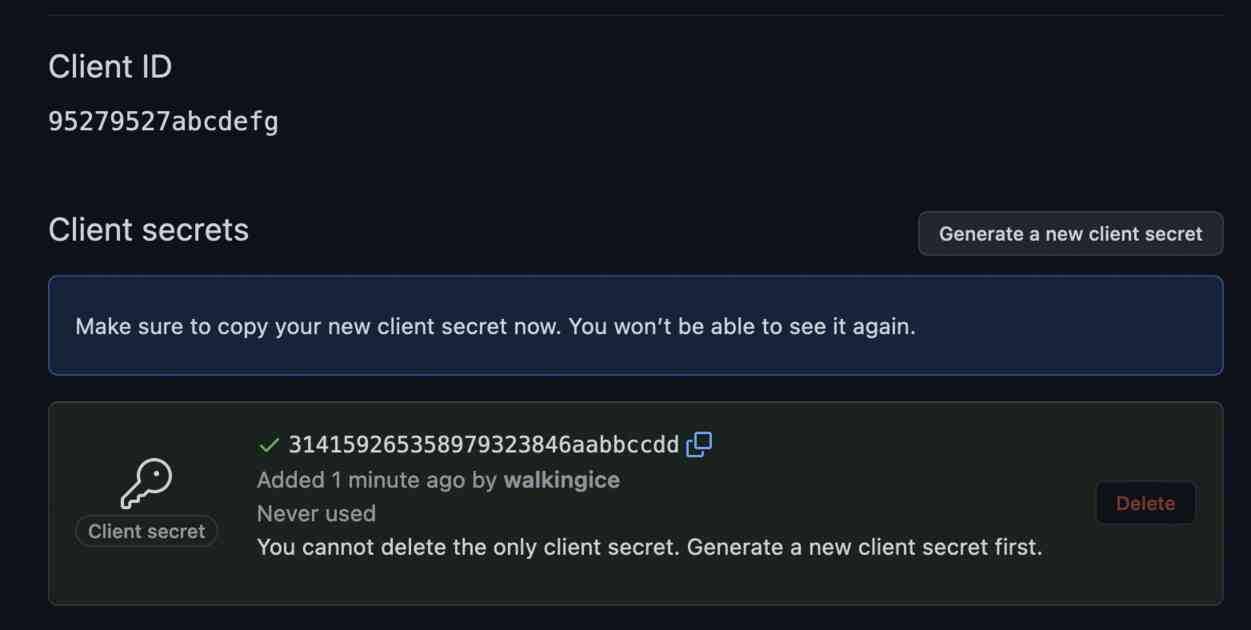 Client ID
95279527abcdefg
Client secrets
Generate a new client secret
Make sure to copy your new client secret now. You won’t be able to see it again.
314159265358979323846aabbccdd
Added 1 minute ago by walkingice
Never used
Client secret
You cannot delete the only client secret. Generate a new client secret first.
Delete